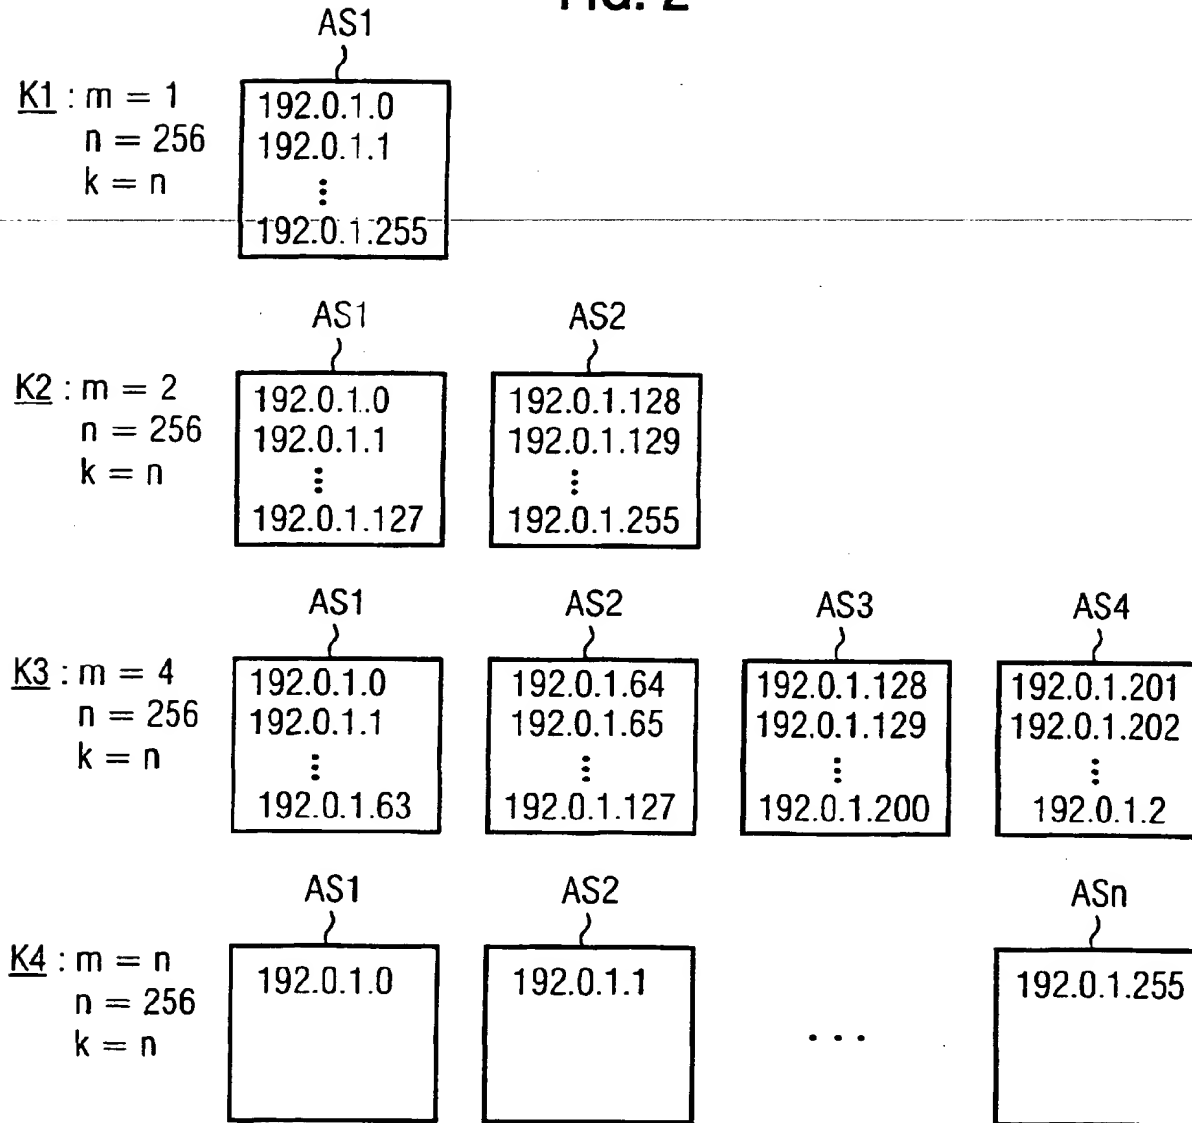 FIG. 2
AS1
K1 : m = 1
n = 256
k = n
192.0.1.0
192.0.1.1
⋮
192.0.1.255
AS1
AS2
K2 : m = 2
n = 256
k = n
192.0.1.0
192.0.1.1
⋮
192.0.1.127
192.0.1.128
192.0.1.129
⋮
192.0.1.255
AS1
AS2
AS3
AS4
K3 : m = 4
n = 256
k = n
192.0.1.0
192.0.1.1
⋮
192.0.1.63
192.0.1.64
192.0.1.65
⋮
192.0.1.127
192.0.1.128
192.0.1.129
⋮
192.0.1.200
192.0.1.201
192.0.1.202
⋮
192.0.1.2
AS1
AS2
ASn
K4 : m = n
n = 256
k = n
192.0.1.0
192.0.1.1
...
192.0.1.255